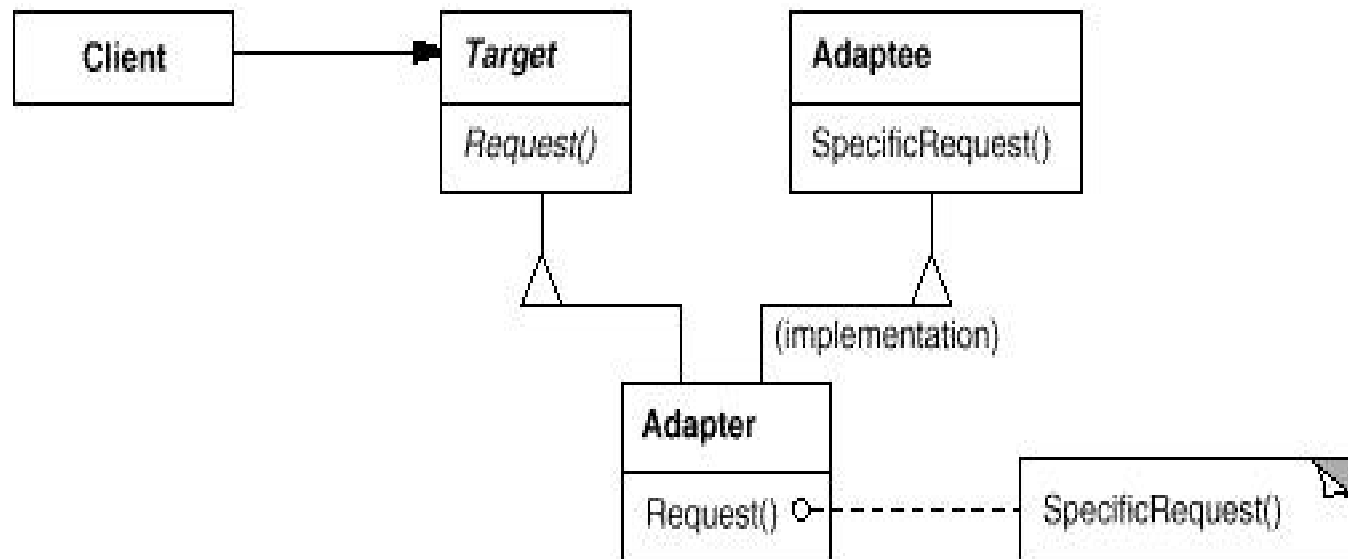 Client
Target
Adaptee
Request()
SpecificRequest()
(implementation)
Adapter
Request()
SpecificRequest()